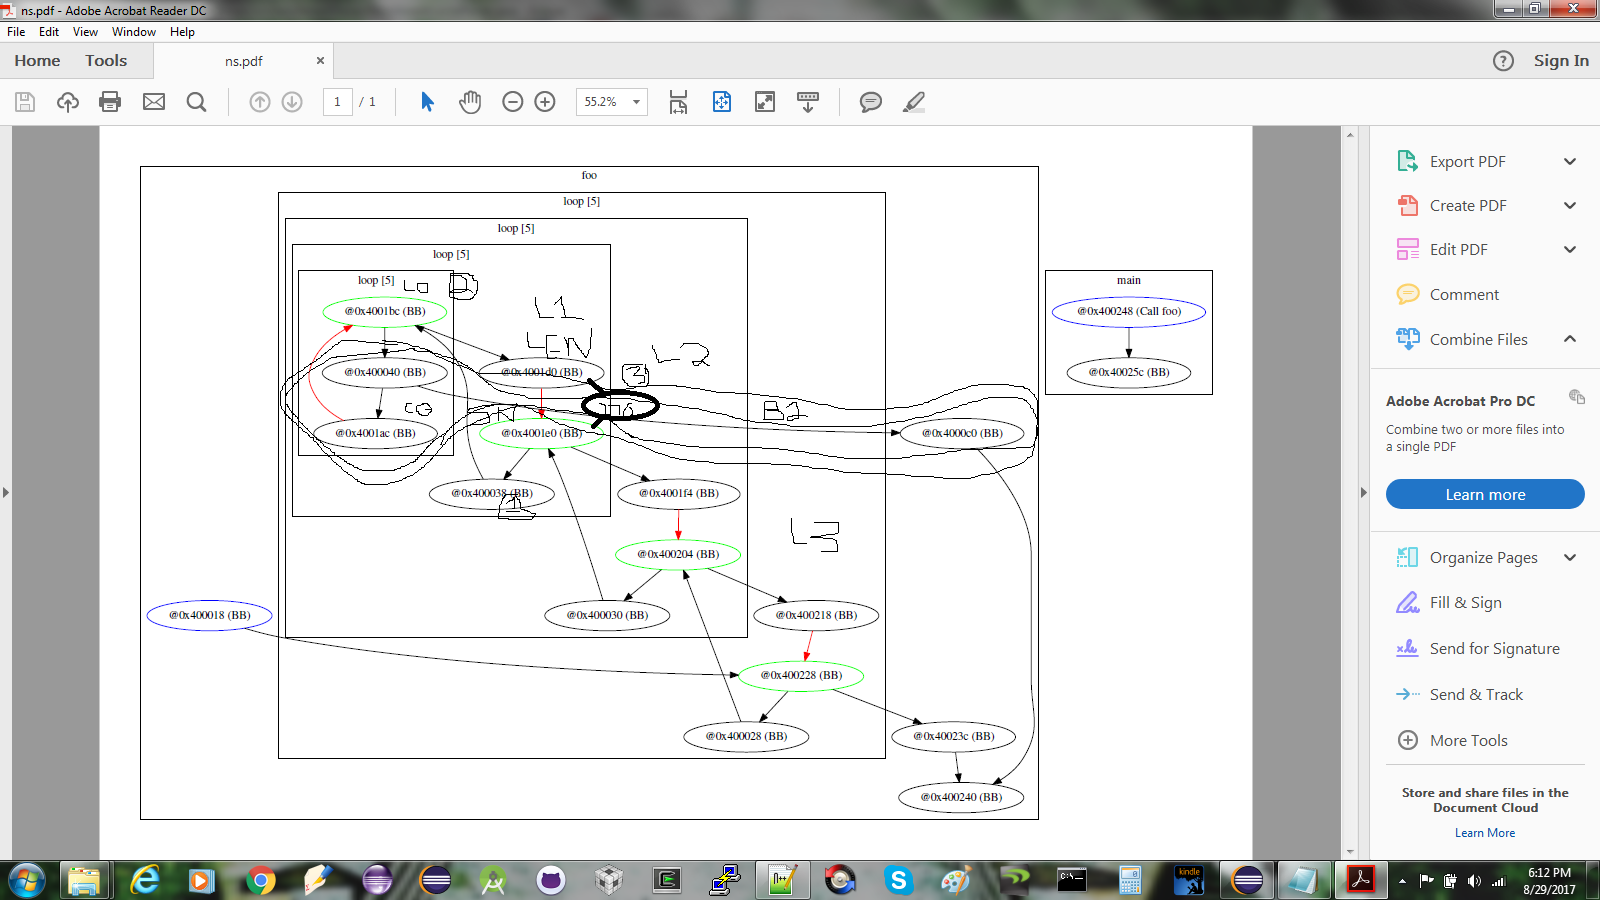 ns.pdf - Adobe Acrobat Reader DC
File Edit View Window Help
Home Tools ns.pdf × ? Sign In
1 / 1 55.2%
foo
loop [5]
loop [5]
loop [5]
loop [5]
L0
L1
L2
3
B1
L3
1
@0x4001bc (BB)
@0x400040 (BB)
@0x4001d0 (BB)
@0x4001ac (BB)
@0x4001e0 (BB)
@0x4000c0 (BB)
@0x400038 (BB)
@0x4001f4 (BB)
@0x400204 (BB)
@0x400018 (BB)
@0x400030 (BB)
@0x400218 (BB)
@0x400228 (BB)
@0x400028 (BB)
@0x40023c (BB)
@0x400240 (BB)
main
@0x400248 (Call foo)
@0x40025c (BB)
Export PDF
Create PDF
Edit PDF
Comment
Combine Files
Adobe Acrobat Pro DC
Combine two or more files into
a single PDF
Learn more
Organize Pages
Fill & Sign
Send for Signature
Send & Track
More Tools
Store and share files in the
Document Cloud
Learn More
kindle
6:12 PM
8/29/2017